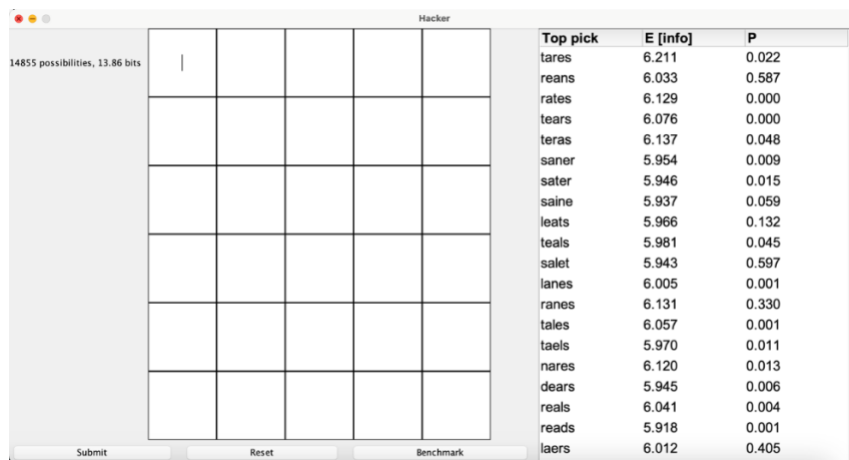 Hacker
14855 possibilities, 13.86 bits
Top pick E [info] P
tares 6.211 0.022
reans 6.033 0.587
rates 6.129 0.000
tears 6.076 0.000
teras 6.137 0.048
saner 5.954 0.009
sater 5.946 0.015
saine 5.937 0.059
leats 5.966 0.132
teals 5.981 0.045
salet 5.943 0.597
lanes 6.005 0.001
ranes 6.131 0.330
tales 6.057 0.001
taels 5.970 0.011
nares 6.120 0.013
dears 5.945 0.006
reals 6.041 0.004
reads 5.918 0.001
laers 6.012 0.405
Submit Reset Benchmark